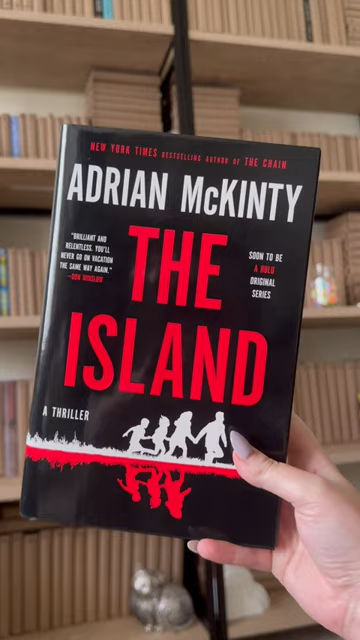 NEW YORK TIMES BESTSELLING AUTHOR OF THE CHAIN
ADRIAN McKINTY
"BRILLIANT AND
RELENTLESS. YOU'LL
NEVER GO ON VACATION
THE SAME WAY AGAIN."
—DON WINSLOW
THE
SOON TO BE
A HULU
ORIGINAL
SERIES
ISLAND
A THRILLER